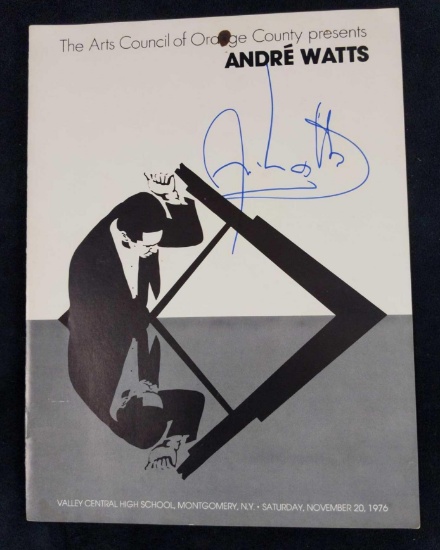 The Arts Council of Orange County presents
ANDRÉ WATTS
VALLEY CENTRAL HIGH SCHOOL, MONTGOMERY, N.Y. • SATURDAY, NOVEMBER 20, 1976